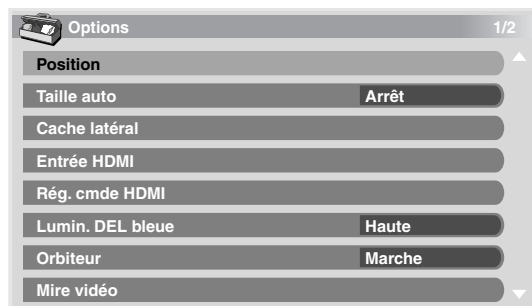 Options 1/2
Position
Taille auto Arrêt
Cache latéral
Entrée HDMI
Rég. cmde HDMI
Lumin. DEL bleue Haute
Orbiteur Marche
Mire vidéo